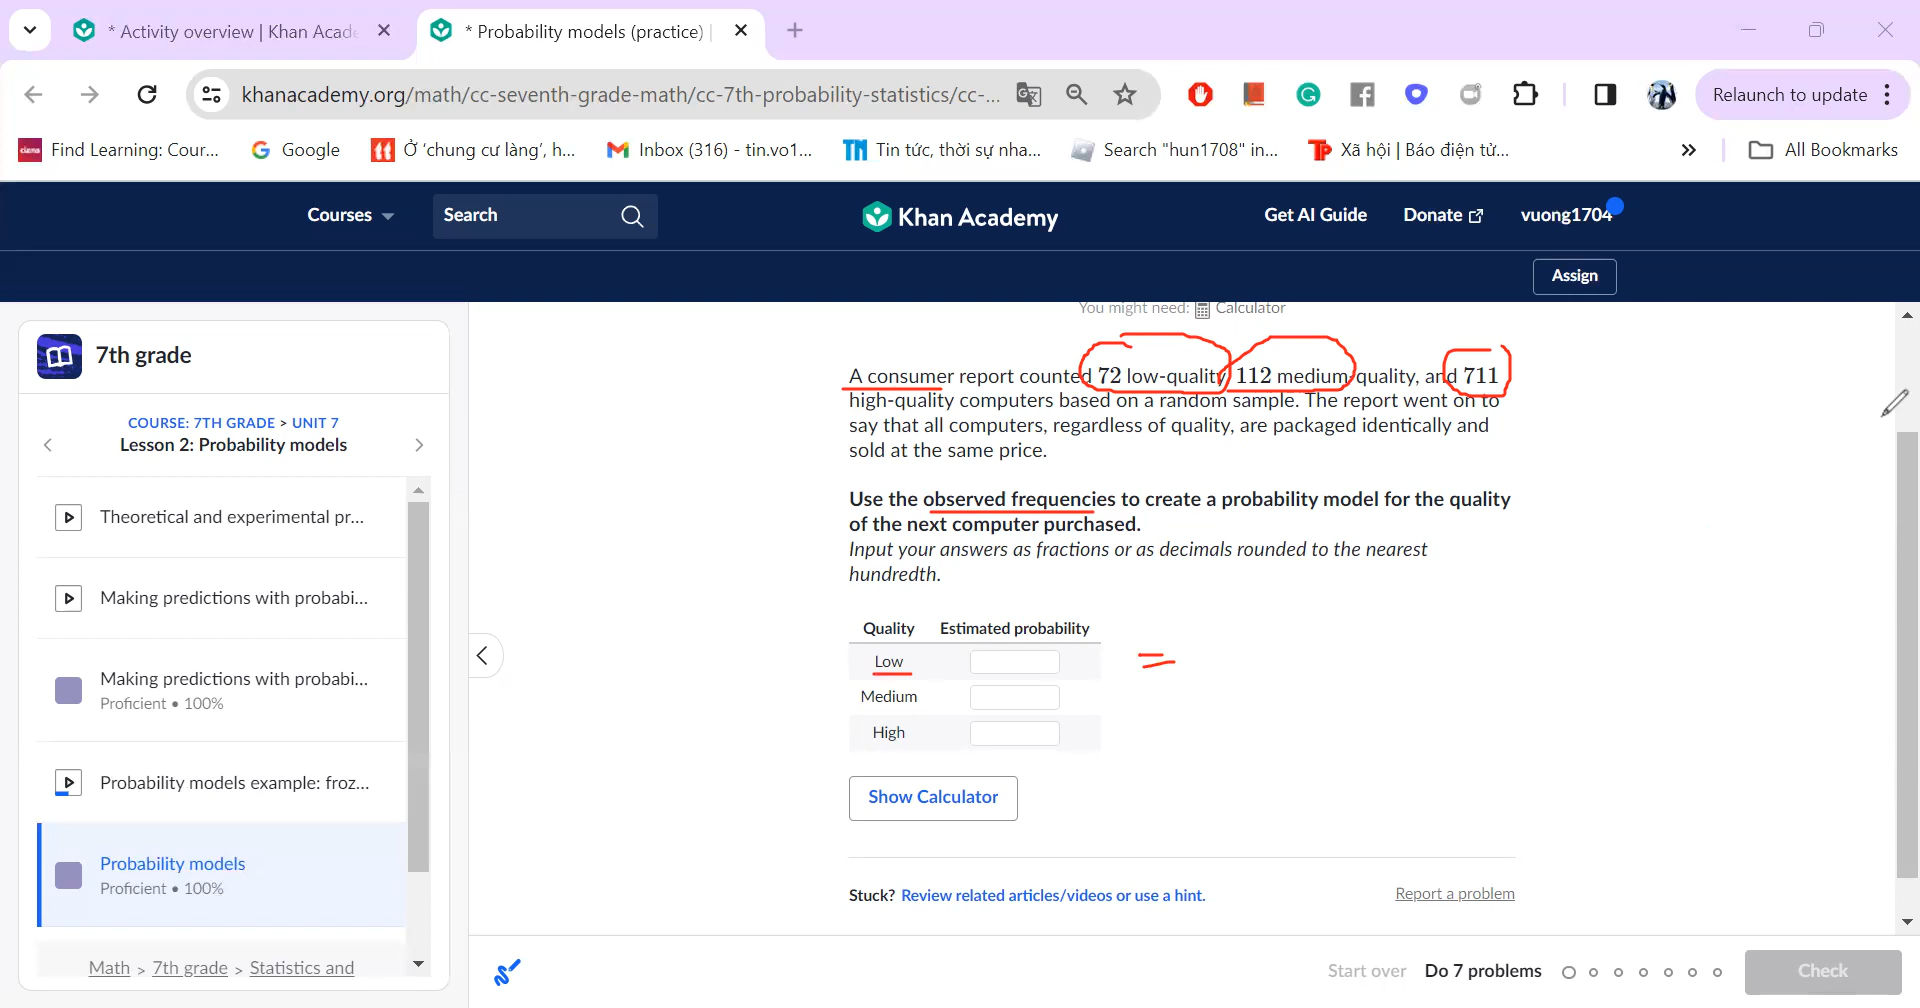 * Activity overview | Khan Acade
* Probability models (practice) |
khanacademy.org/math/cc-seventh-grade-math/cc-7th-probability-statistics/cc-...
Relaunch to update
Find Learning: Cour...
Google
Ở 'chung cư làng', h...
Inbox (316) - tin.vo1...
Tin tức, thời sự nha...
Search "hun1708" in...
Xã hội | Báo điện tử...
All Bookmarks
Courses
Search
Khan Academy
Get AI Guide
Donate
vuong1704
Assign
7th grade
COURSE: 7TH GRADE > UNIT 7
Lesson 2: Probability models
Theoretical and experimental pr...
Making predictions with probabi...
Making predictions with probabi...
Proficient • 100%
Probability models example: froz...
Probability models
Proficient • 100%
Math > 7th grade > Statistics and
You might need: Calculator
A consumer report counted 72 low-quality, 112 medium-quality, and 711
high-quality computers based on a random sample. The report went on to
say that all computers, regardless of quality, are packaged identically and
sold at the same price.
Use the observed frequencies to create a probability model for the quality
of the next computer purchased.
Input your answers as fractions or as decimals rounded to the nearest
hundredth.
Quality Estimated probability
Low =
Medium
High
Show Calculator
Stuck? Review related articles/videos or use a hint.
Report a problem
Start over Do 7 problems
Check